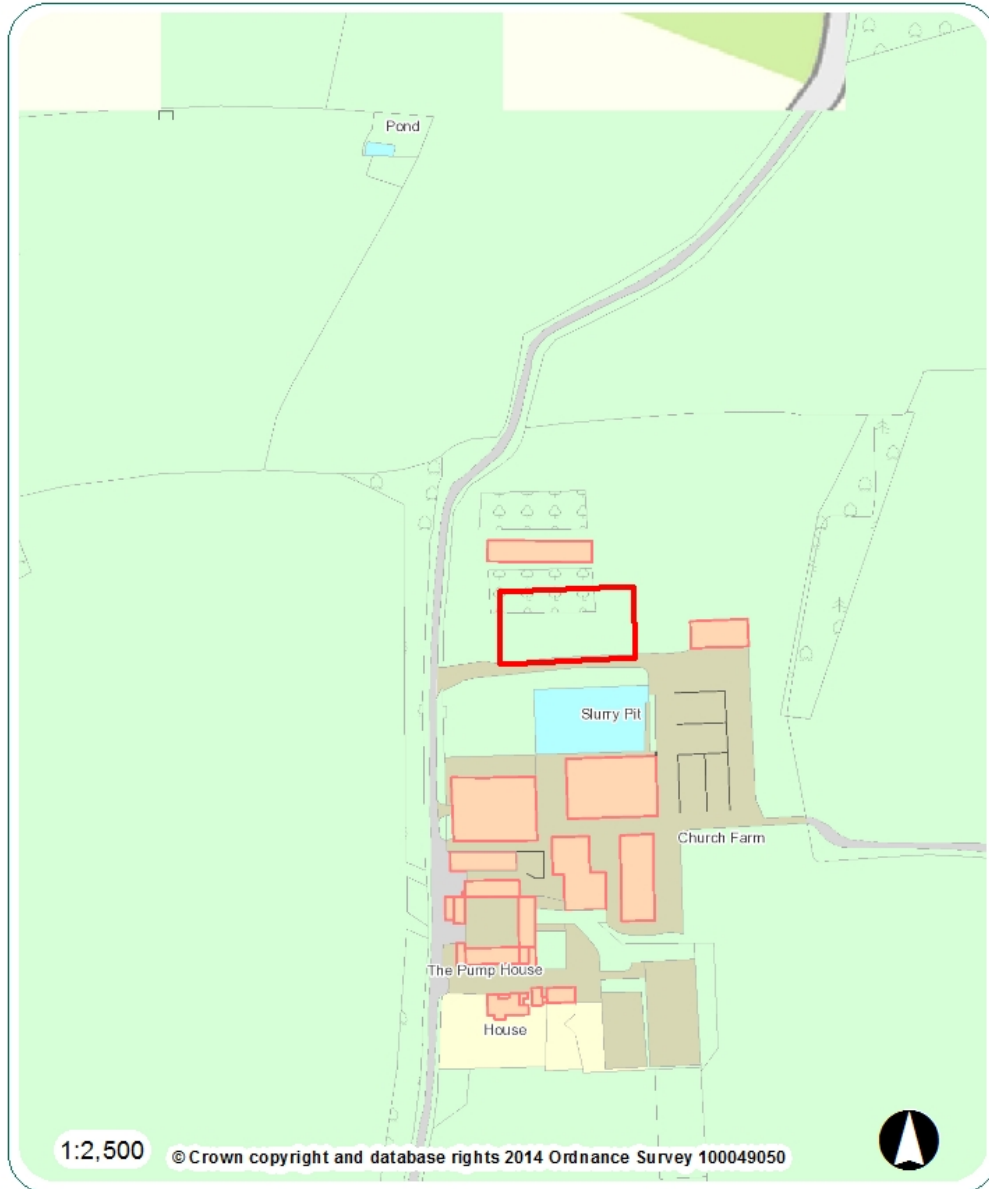 Pond
Slurry Pit
Church Farm
The Pump House
House
1:2,500
© Crown copyright and database rights 2014 Ordnance Survey 100049050